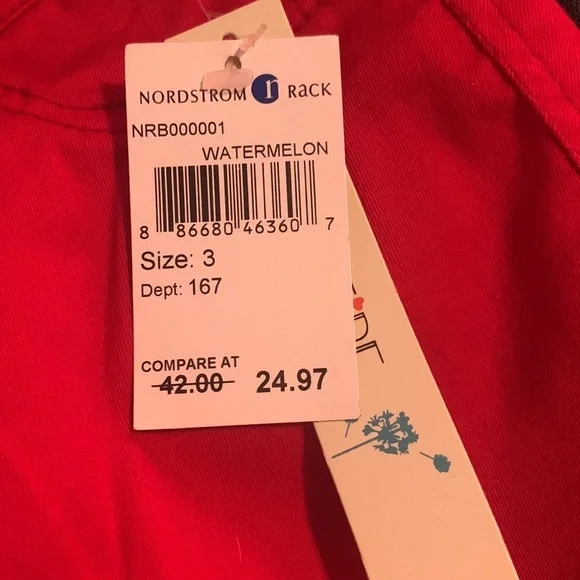 NORDSTROM r RACK
NRB000001
WATERMELON
8 86680 46360 7
Size: 3
Dept: 167
COMPARE AT
42.00 24.97